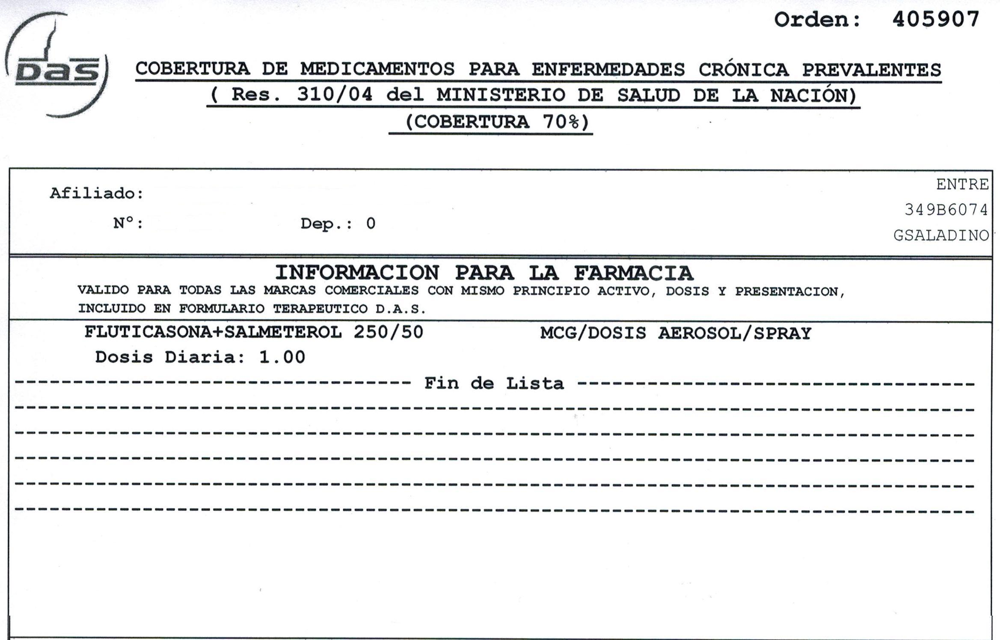 Orden: 405907
Das
COBERTURA DE MEDICAMENTOS PARA ENFERMEDADES CRÓNICA PREVALENTES
( Res. 310/04 del MINISTERIO DE SALUD DE LA NACIÓN)
(COBERTURA 70%)
ENTRE
Afiliado:
349B6074
Nº: Dep.: 0
GSALADINO
INFORMACION PARA LA FARMACIA
VALIDO PARA TODAS LAS MARCAS COMERCIALES CON MISMO PRINCIPIO ACTIVO, DOSIS Y PRESENTACION,
INCLUIDO EN FORMULARIO TERAPEUTICO D.A.S.
FLUTICASONA+SALMETEROL 250/50 MCG/DOSIS AEROSOL/SPRAY
Dosis Diaria: 1.00
---------------------------------- Fin de Lista ----------------------------------